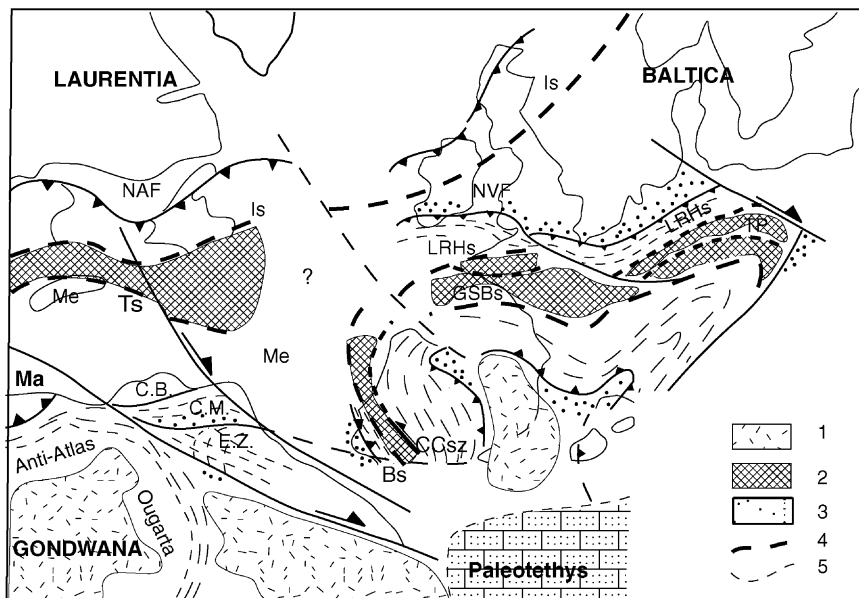 LAURENTIA
BALTICA
Is
NAF
NVF
Is
LRHs
LRHs
TP
?
GSBs
Me
Ts
Me
Ma
C.B.
C.M.
E.Z.
CCsz
Bs
Anti-Atlas
Ougarta
GONDWANA
Paleotethys
1
2
3
4
5